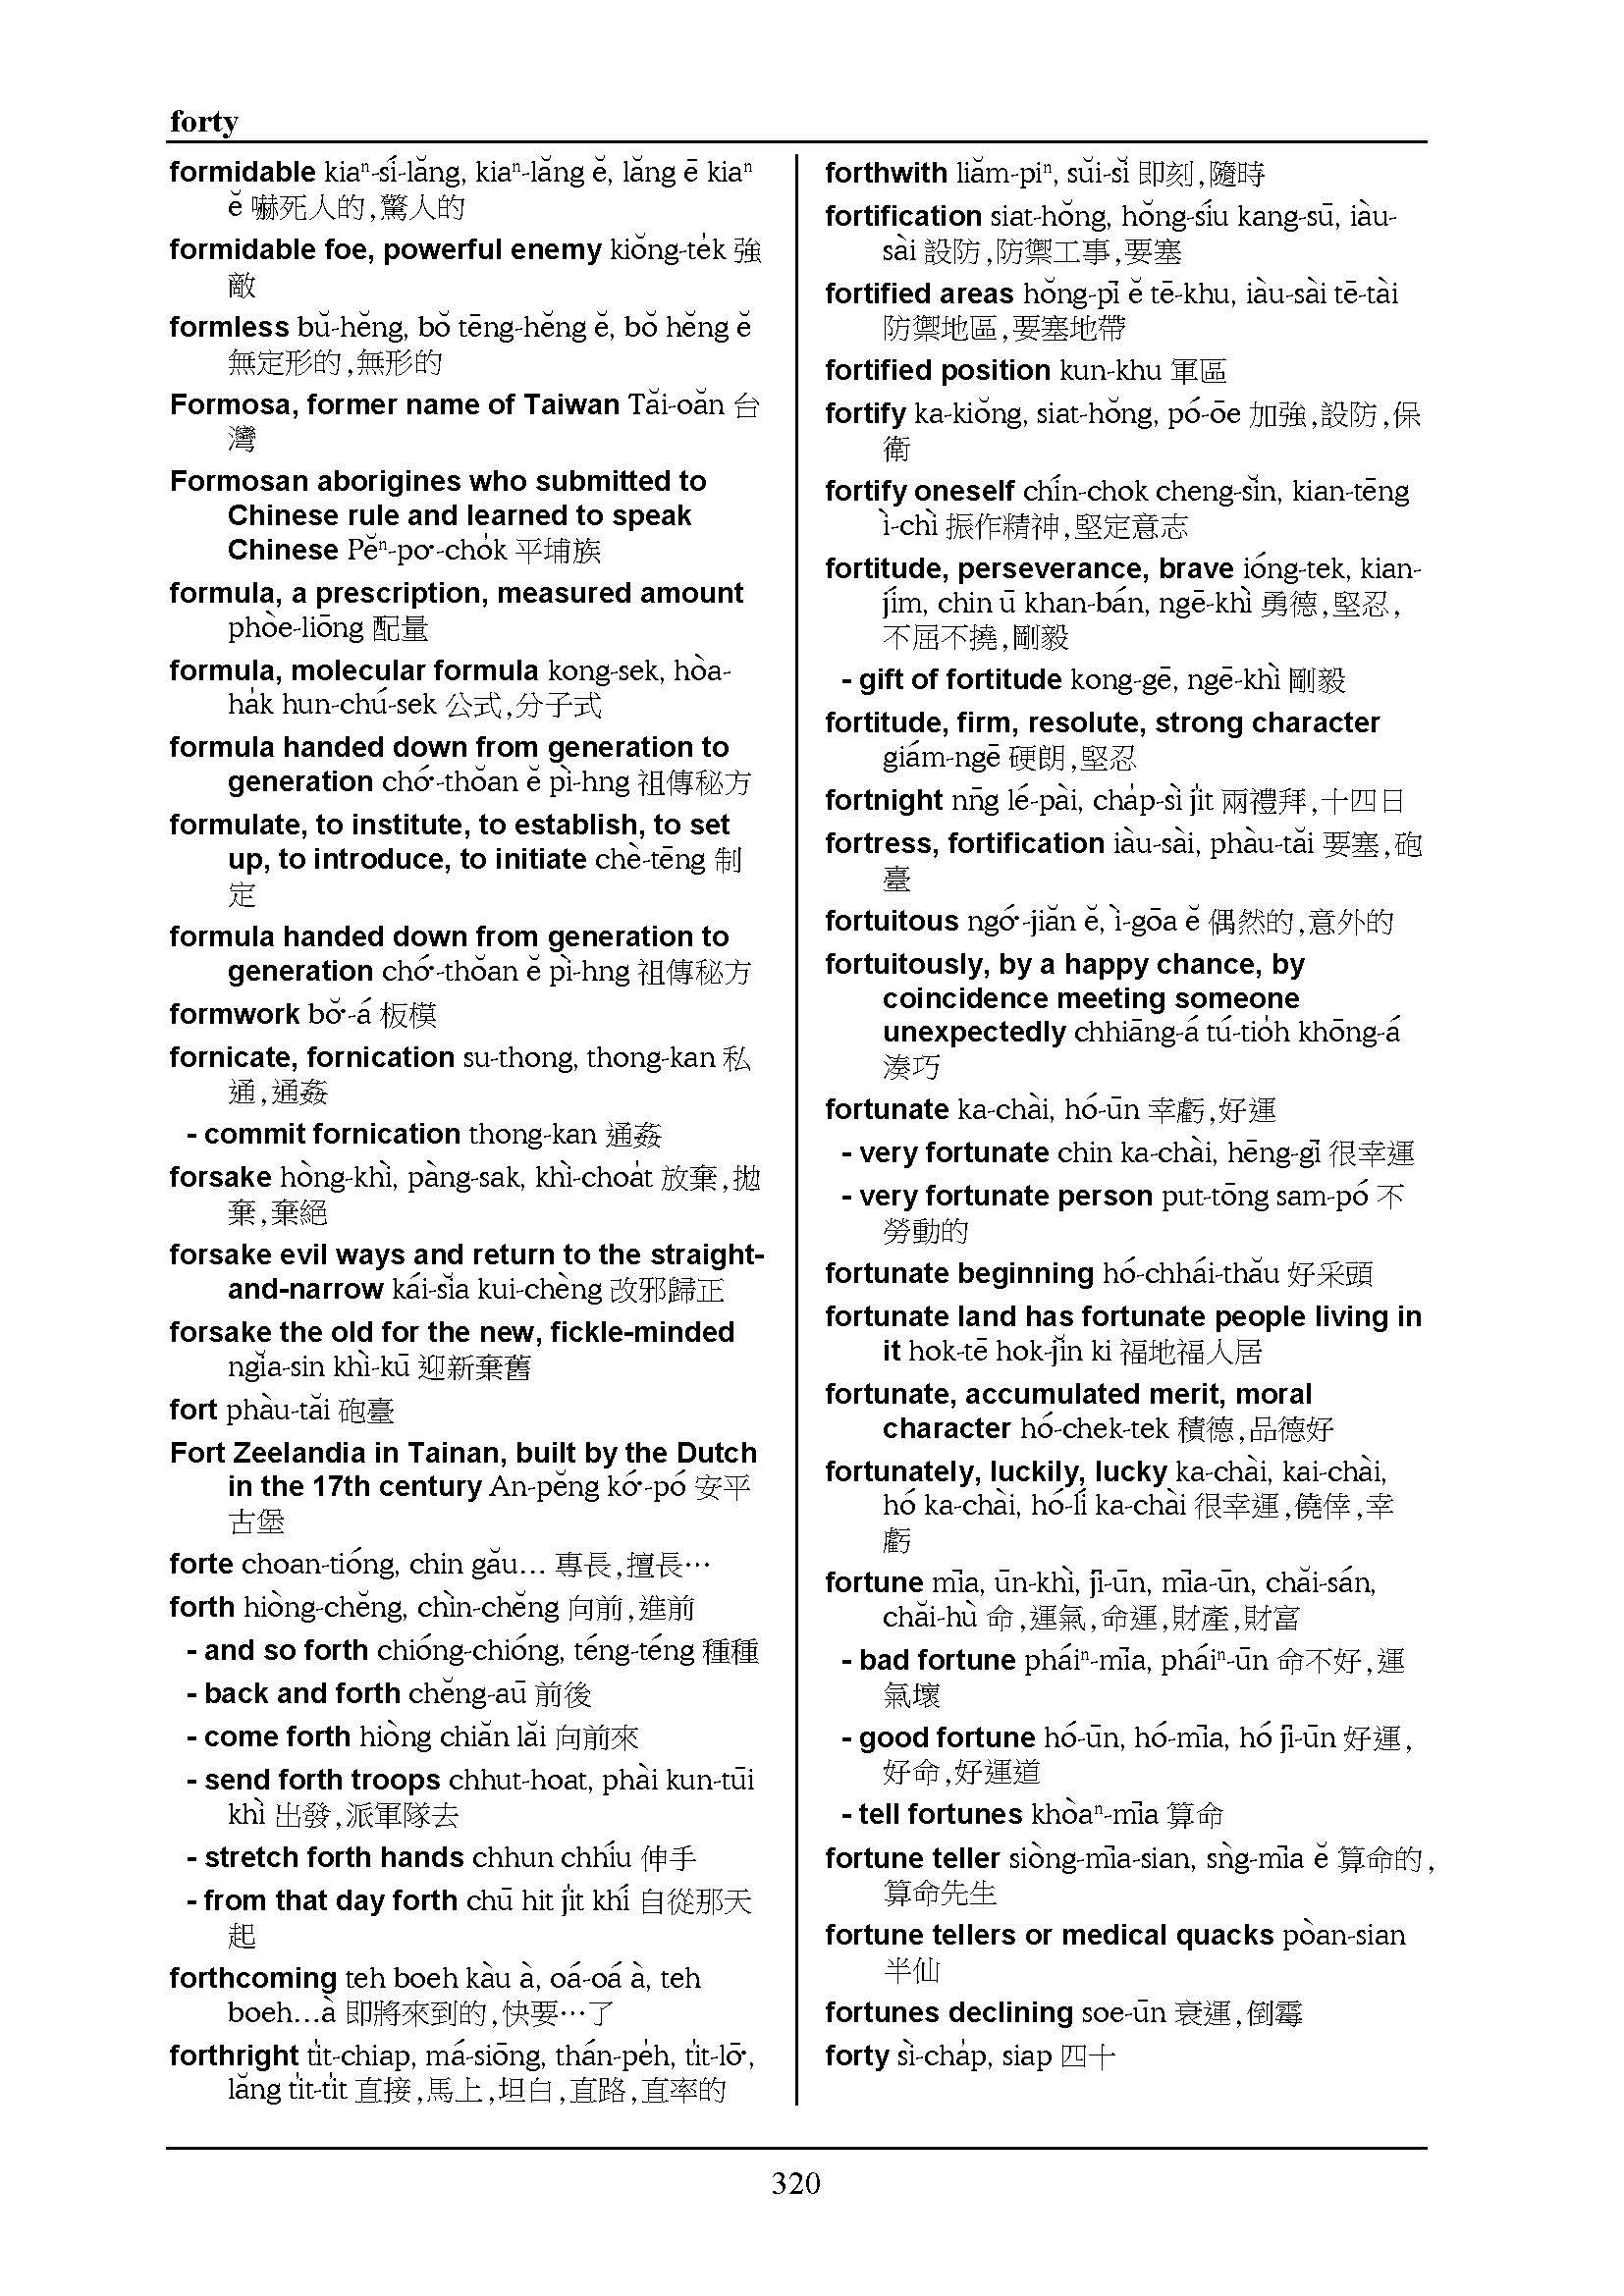 forty
formidable kiaⁿ-sí-lăng, kiaⁿ-lăng ĕ, lăng ē kiaⁿ
ĕ 嚇死人的,驚人的
formidable foe, powerful enemy kiŏng-te̍k 強
敵
formless bŭ-hĕng, bŏ tēng-hĕng ĕ, bŏ hĕng ĕ
無定形的,無形的
Formosa, former name of Taiwan Tăi-oăn 台
灣
Formosan aborigines who submitted to
Chinese rule and learned to speak
Chinese Pĕⁿ-po͘-cho̍k 平埔族
formula, a prescription, measured amount
phòe-liōng 配量
formula, molecular formula kong-sek, hòa-
ha̍k hun-chú-sek 公式,分子式
formula handed down from generation to
generation chó͘-thŏan ĕ pì-hng 祖傳秘方
formulate, to institute, to establish, to set
up, to introduce, to initiate chè-tēng 制
定
formula handed down from generation to
generation chó͘-thŏan ĕ pì-hng 祖傳秘方
formwork bŏ͘-á 板模
fornicate, fornication su-thong, thong-kan 私
通,通姦
- commit fornication thong-kan 通姦
forsake hòng-khì, pàng-sak, khì-choa̍t 放棄,拋
棄,棄絕
forsake evil ways and return to the straight-
and-narrow kái-sĭa kui-chèng 改邪歸正
forsake the old for the new, fickle-minded
ngĭa-sin khì-kū 迎新棄舊
fort phàu-tăi 砲臺
Fort Zeelandia in Tainan, built by the Dutch
in the 17th century An-pĕng kó͘-pó 安平
古堡
forte choan-tióng, chin gău... 專長,擅長⋯
forth hiòng-chĕng, chìn-chĕng 向前,進前
- and so forth chióng-chióng, téng-téng 種種
- back and forth chĕng-aū 前後
- come forth hiòng chiăn lăi 向前來
- send forth troops chhut-hoat, phài kun-tūi
khì 出發,派軍隊去
- stretch forth hands chhun chhíu 伸手
- from that day forth chū hit ji̍t khí 自從那天
起
forthcoming teh boeh kàu à, oá-oá à, teh
boeh...à 即將來到的,快要⋯了
forthright ti̍t-chiap, má-siōng, thán-pe̍h, ti̍t-lō͘,
lăng ti̍t-ti̍t 直接,馬上,坦白,直路,直率的
forthwith liăm-piⁿ, sŭi-sĭ 即刻,隨時
fortification siat-hŏng, hŏng-síu kang-sū, iàu-
sài 設防,防禦工事,要塞
fortified areas hŏng-pī ĕ tē-khu, iàu-sài tē-tài
防禦地區,要塞地帶
fortified position kun-khu 軍區
fortify ka-kiŏng, siat-hŏng, pó-ōe 加強,設防,保
衛
fortify oneself chín-chok cheng-sĭn, kian-tēng
ì-chì 振作精神,堅定意志
fortitude, perseverance, brave ióng-tek, kian-
jím, chin ū khan-bán, ngē-khì 勇德,堅忍,
不屈不撓,剛毅
- gift of fortitude kong-gē, ngē-khì 剛毅
fortitude, firm, resolute, strong character
giám-ngē 硬朗,堅忍
fortnight nn̄g lé-pài, cha̍p-sì ji̍t 兩禮拜,十四日
fortress, fortification iàu-sài, phàu-tăi 要塞,砲
臺
fortuitous ngó͘-jiăn ĕ, ì-gōa ĕ 偶然的,意外的
fortuitously, by a happy chance, by
coincidence meeting someone
unexpectedly chhiāng-á tú-tio̍h khōng-á
湊巧
fortunate ka-chài, hó-ūn 幸虧,好運
- very fortunate chin ka-chài, hēng-gī 很幸運
- very fortunate person put-tōng sam-pó 不
勞動的
fortunate beginning hó-chhái-thău 好采頭
fortunate land has fortunate people living in
it hok-tē hok-jĭn ki 福地福人居
fortunate, accumulated merit, moral
character hó-chek-tek 積德,品德好
fortunately, luckily, lucky ka-chài, kai-chài,
hó ka-chài, hó-lí ka-chài 很幸運,僥倖,幸
虧
fortune mīa, ūn-khì, jī-ūn, mīa-ūn, chăi-sán,
chăi-hù 命,運氣,命運,財產,財富
- bad fortune pháiⁿ-mīa, pháiⁿ-ūn 命不好,運
氣壞
- good fortune hó-ūn, hó-mīa, hó jī-ūn 好運,
好命,好運道
- tell fortunes khòaⁿ-mīa 算命
fortune teller siòng-mīa-sian, sǹg-mīa ĕ 算命的,
算命先生
fortune tellers or medical quacks pòan-sian
半仙
fortunes declining soe-ūn 衰運,倒霉
forty sì-cha̍p, siap 四十
320